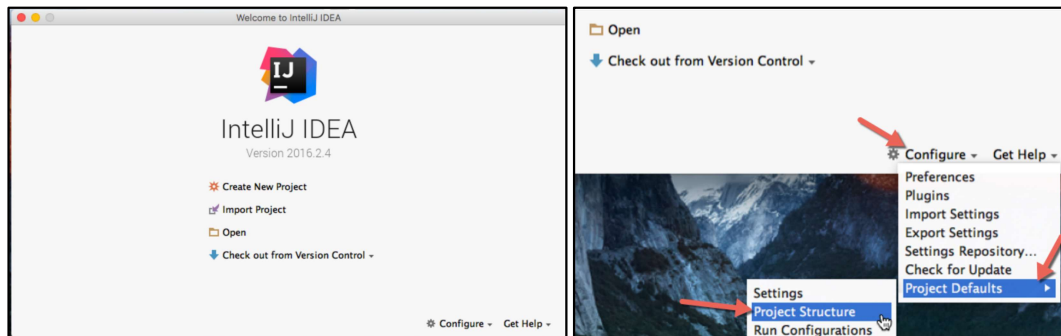 Welcome to IntelliJ IDEA
IJ
IntelliJ IDEA
Version 2016.2.4
Create New Project
Import Project
Open
Check out from Version Control
Configure Get Help
Open
Check out from Version Control
Configure Get Help
Preferences
Plugins
Import Settings
Export Settings
Settings Repository...
Check for Update
Project Defaults
Settings
Project Structure
Run Configurations